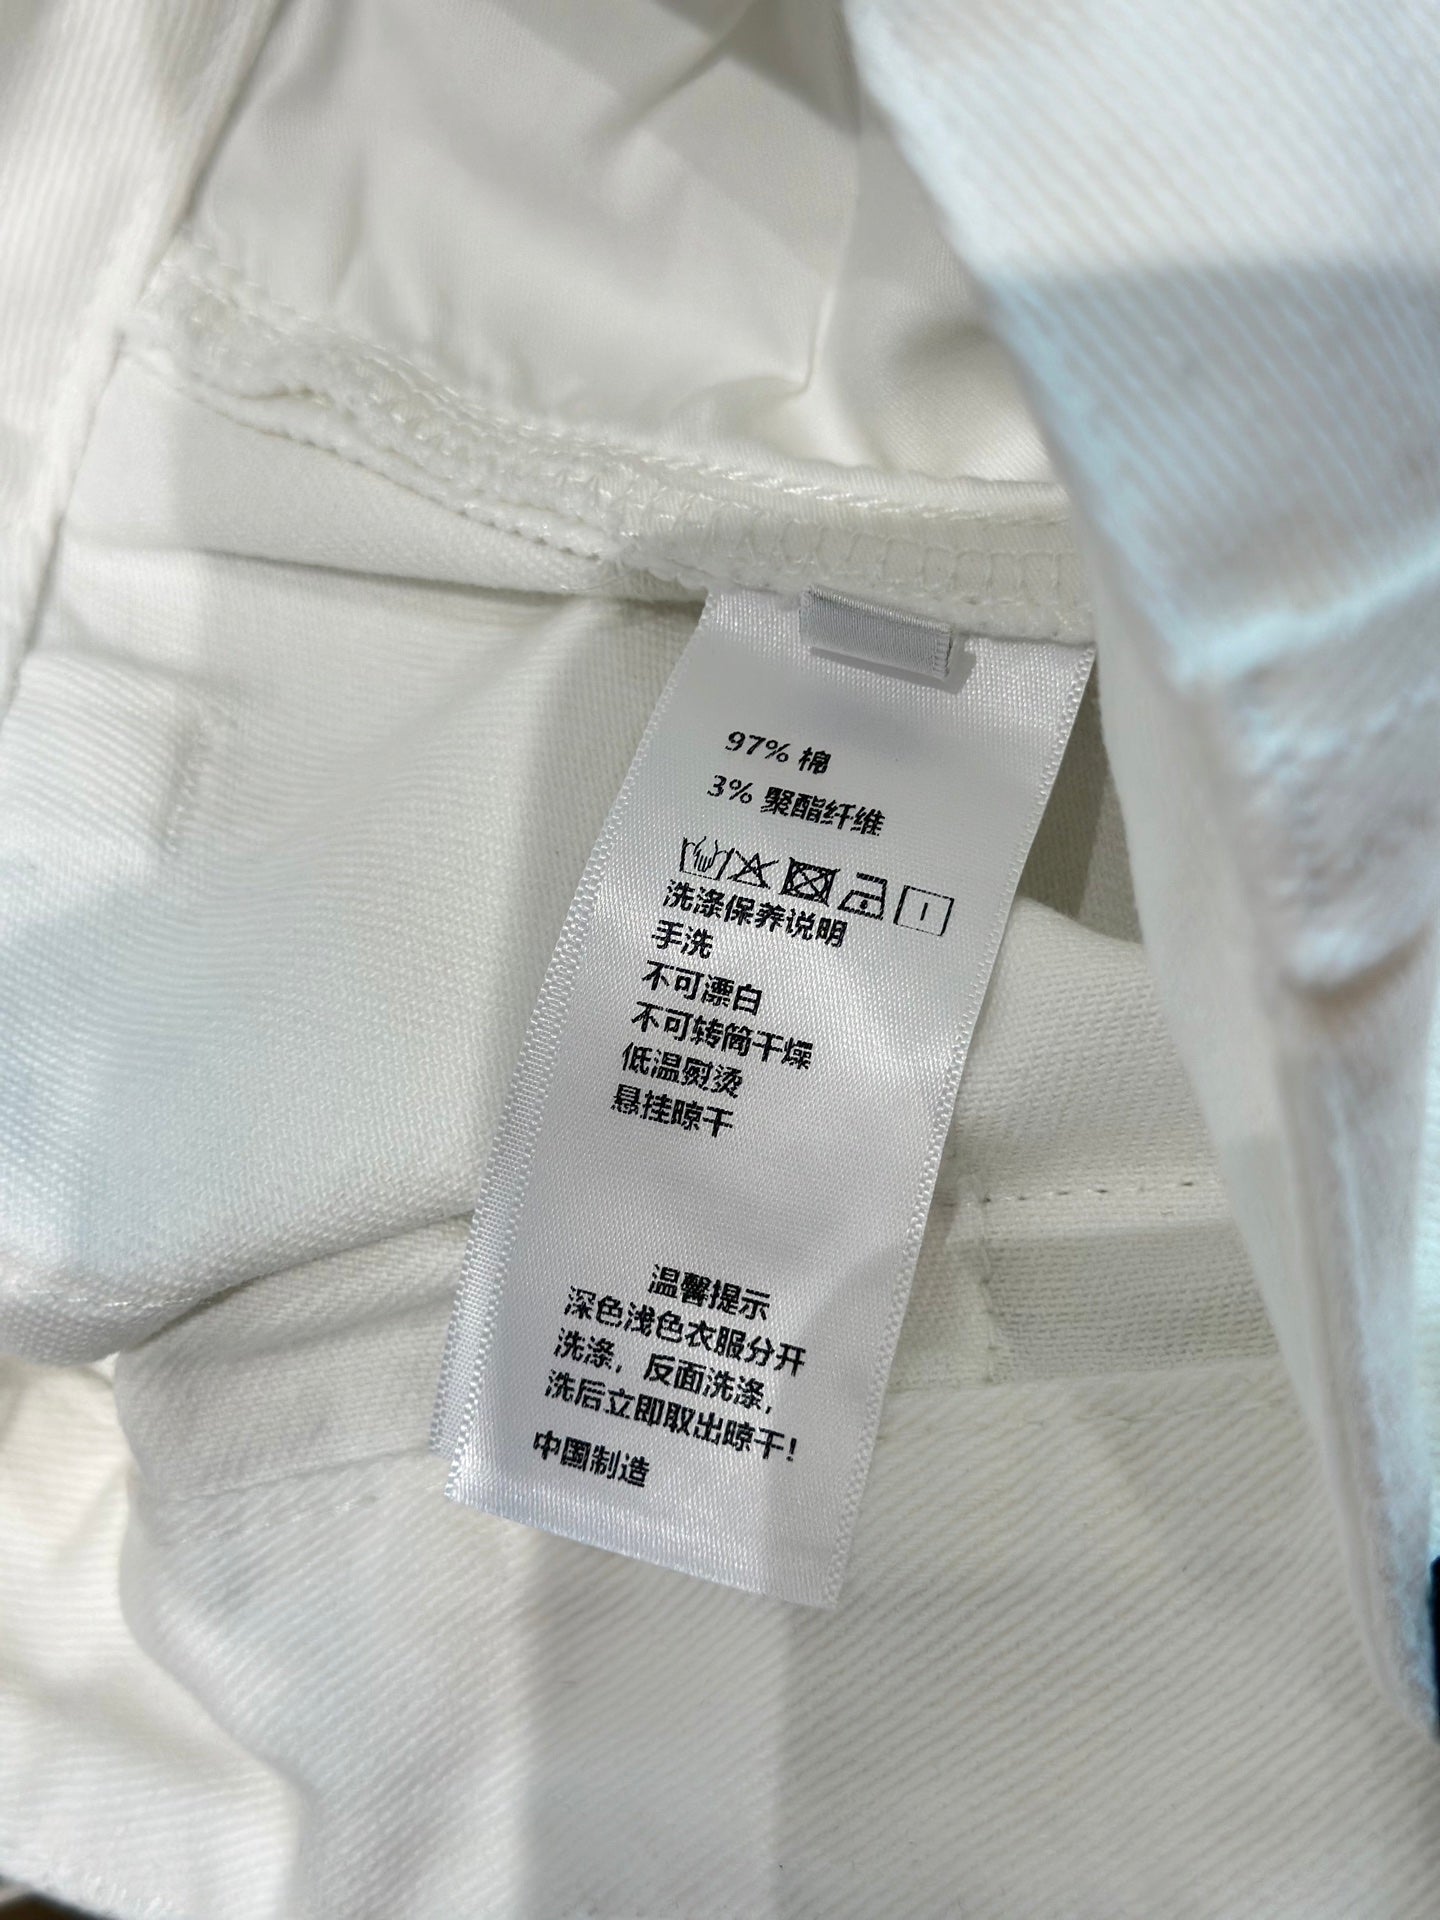 97% 棉
3% 聚酯纤维
洗涤保养说明
手洗
不可漂白
不可转筒干燥
低温熨烫
悬挂晾干
温馨提示
深色浅色衣服分开
洗涤，反面洗涤，
洗后立即取出晾干!
中国制造